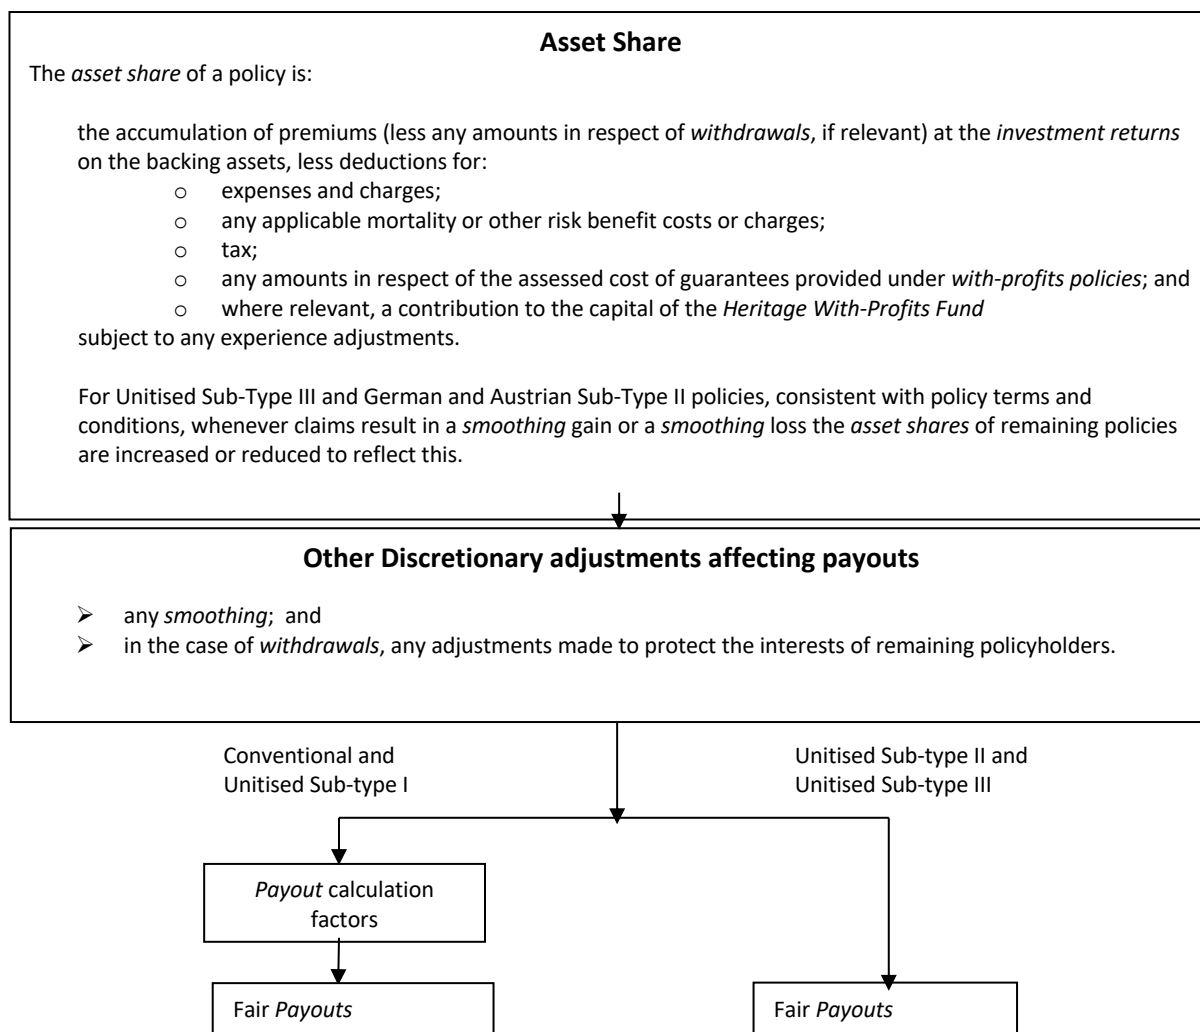 Asset Share
The asset share of a policy is:
the accumulation of premiums (less any amounts in respect of withdrawals, if relevant) at the investment returns
on the backing assets, less deductions for:
o expenses and charges;
o any applicable mortality or other risk benefit costs or charges;
o tax;
o any amounts in respect of the assessed cost of guarantees provided under with-profits policies; and
o where relevant, a contribution to the capital of the Heritage With-Profits Fund
subject to any experience adjustments.
For Unitised Sub-Type III and German and Austrian Sub-Type II policies, consistent with policy terms and
conditions, whenever claims result in a smoothing gain or a smoothing loss the asset shares of remaining policies
are increased or reduced to reflect this.
Other Discretionary adjustments affecting payouts
➢ any smoothing; and
➢ in the case of withdrawals, any adjustments made to protect the interests of remaining policyholders.
Conventional and
Unitised Sub-type I
Unitised Sub-type II and
Unitised Sub-type III
Payout calculation
factors
Fair Payouts
Fair Payouts